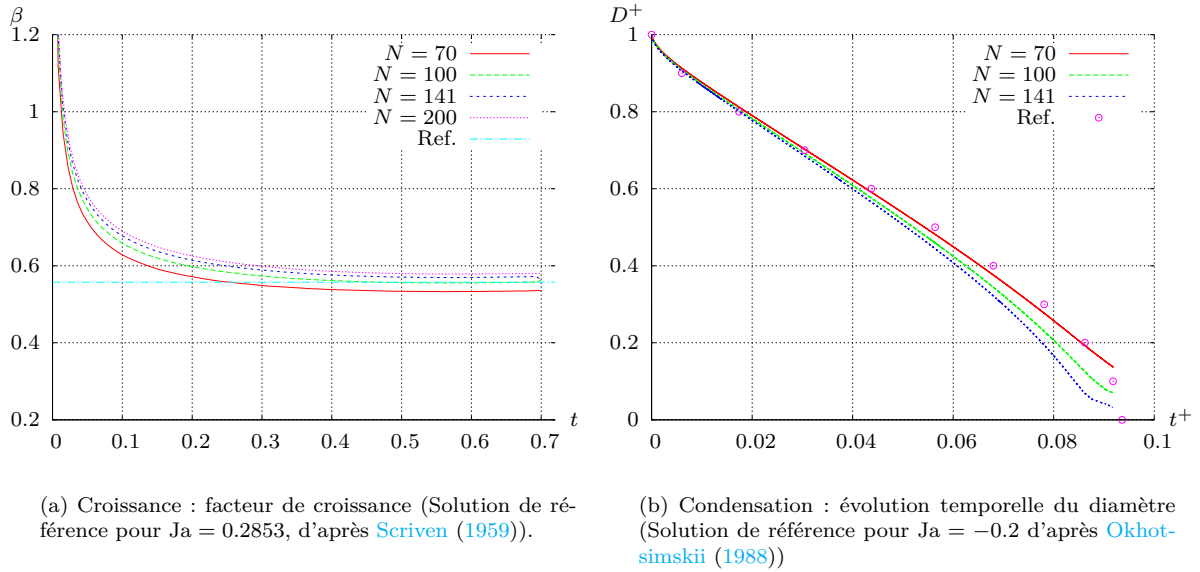 β
1.2
1
0.8
0.6
0.4
0.2
0
0.1
0.2
0.3
0.4
0.5
0.6
0.7
t
N = 70
N = 100
N = 141
N = 200
Ref.
(a) Croissance : facteur de croissance (Solution de ré-
férence pour Ja = 0.2853, d'après Scriven (1959)).
D+
1
0.8
0.6
0.4
0.2
0
0
0.02
0.04
0.06
0.08
0.1
t+
N = 70
N = 100
N = 141
Ref.
(b) Condensation : évolution temporelle du diamètre
(Solution de référence pour Ja = −0.2 d'après Okhot-
simskii (1988))